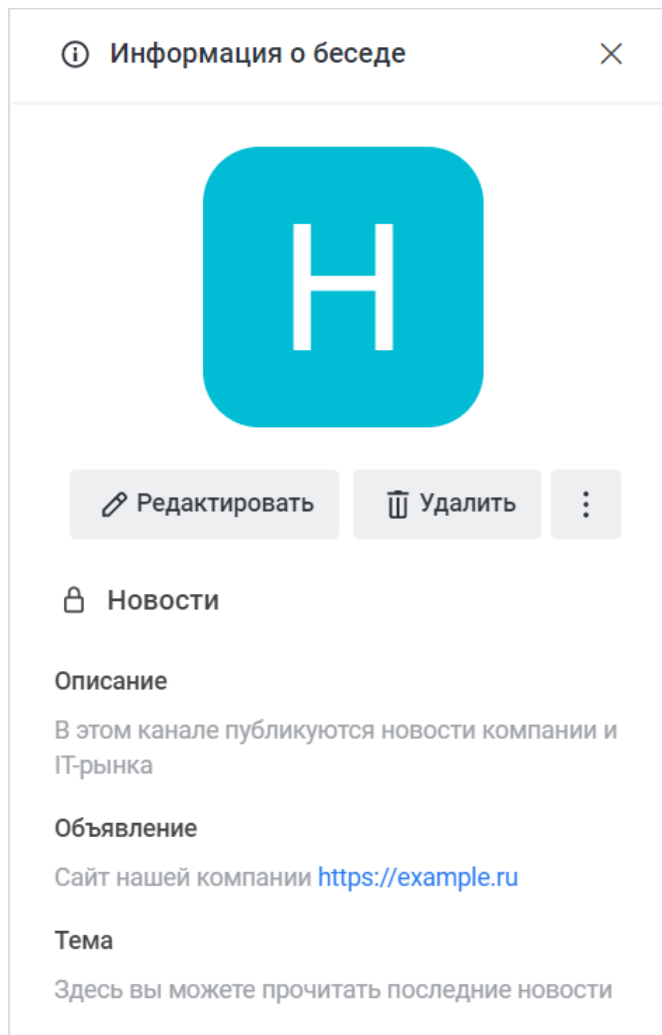 Информация о беседе
Н
Редактировать Удалить
Новости
Описание
В этом канале публикуются новости компании и
IT-рынка
Объявление
Сайт нашей компании https://example.ru
Тема
Здесь вы можете прочитать последние новости